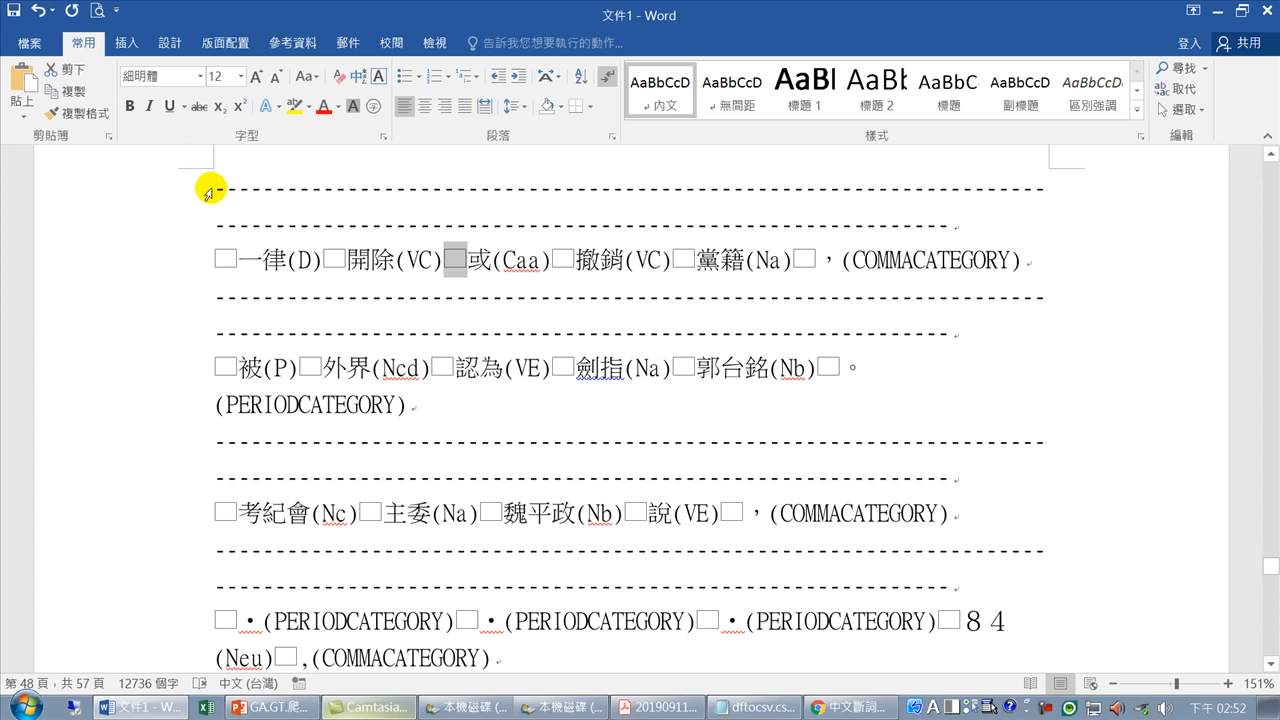 文件1 - Word
檔案 常用 插入 設計 版面配置 參考資料 郵件 校閱 檢視 告訴我您想要執行的動作... 登入 共用
貼上 剪下 複製 複製格式
細明體 12
AaBbCcD AaBbCcD AaBl AaBb AaBbC AaBbCcD AaBbCcD
內文 無間距 標題 1 標題 2 標題 副標題 區別強調
尋找 取代 選取
剪貼簿 字型 段落 樣式 編輯
---------------------------------------------------------------------
-------------------------------------------------------------
□一律(D)□開除(VC)□或(Caa)□撤銷(VC)□黨籍(Na)□，(COMMACATEGORY)
---------------------------------------------------------------------
-------------------------------------------------------------
□被(P)□外界(Ncd)□認為(VE)□劍指(Na)□郭台銘(Nb)□。
(PERIODCATEGORY)
---------------------------------------------------------------------
-------------------------------------------------------------
□考紀會(Nc)□主委(Na)□魏平政(Nb)□說(VE)□，(COMMACATEGORY)
---------------------------------------------------------------------
-------------------------------------------------------------
□‧(PERIODCATEGORY)□‧(PERIODCATEGORY)□‧(PERIODCATEGORY)□８４
(Neu)□,(COMMACATEGORY)
第 48 頁，共 57 頁 12736 個字 中文 (台灣) 151%
文件1 - W... GA.GT,爬... Camtasia... 本機磁碟 (... 本機磁碟 (... 20190911... dftocsv.cs... 中文斷詞... 下午 02:52